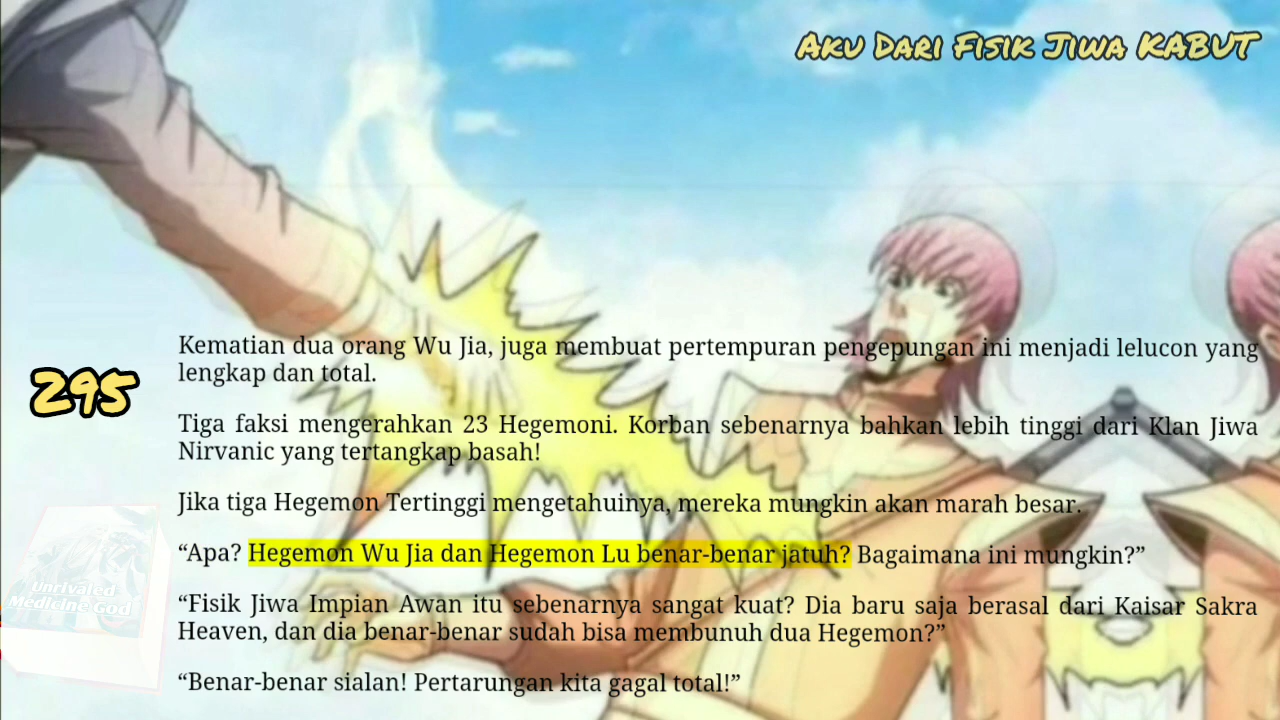 Aku Dari Fisik Jiwa KABUT
295
Kematian dua orang Wu Jia, juga membuat pertempuran pengepungan ini menjadi lelucon yang
lengkap dan total.
Tiga faksi mengerahkan 23 Hegemoni. Korban sebenarnya bahkan lebih tinggi dari Klan Jiwa
Nirvanic yang tertangkap basah!
Jika tiga Hegemon Tertinggi mengetahuinya, mereka mungkin akan marah besar.
“Apa? Hegemon Wu Jia dan Hegemon Lu benar-benar jatuh? Bagaimana ini mungkin?”
“Fisik Jiwa Impian Awan itu sebenarnya sangat kuat? Dia baru saja berasal dari Kaisar Sakra
Heaven, dan dia benar-benar sudah bisa membunuh dua Hegemon?”
“Benar-benar sialan! Pertarungan kita gagal total!”
Unrivaled
Medicine God